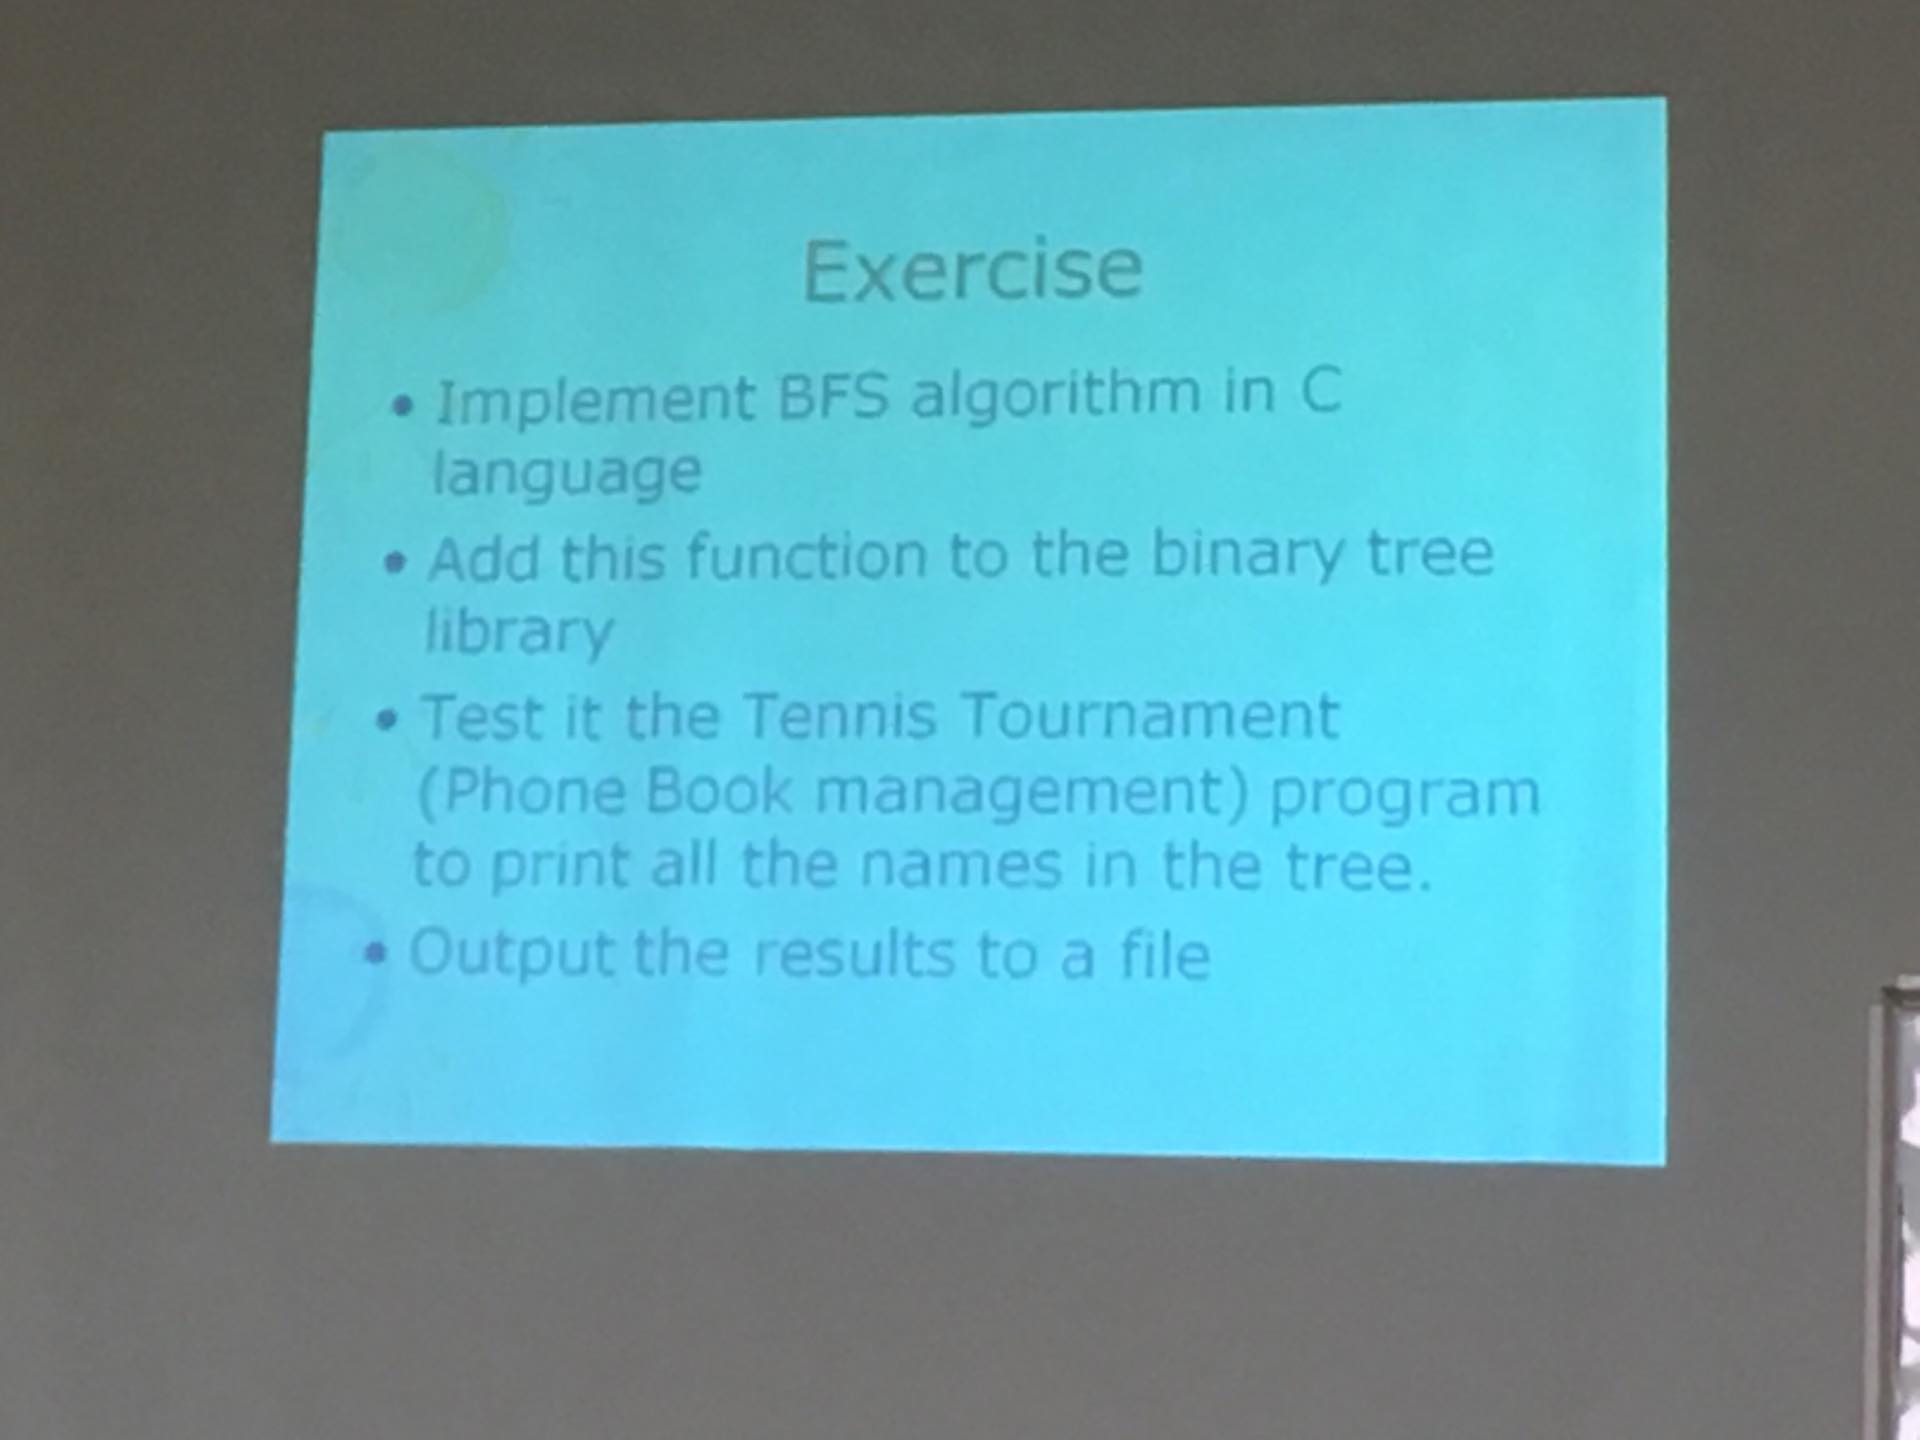 Exercise
• Implement BFS algorithm in C
language
• Add this function to the binary tree
library
• Test it the Tennis Tournament
(Phone Book management) program
to print all the names in the tree.
• Output the results to a file